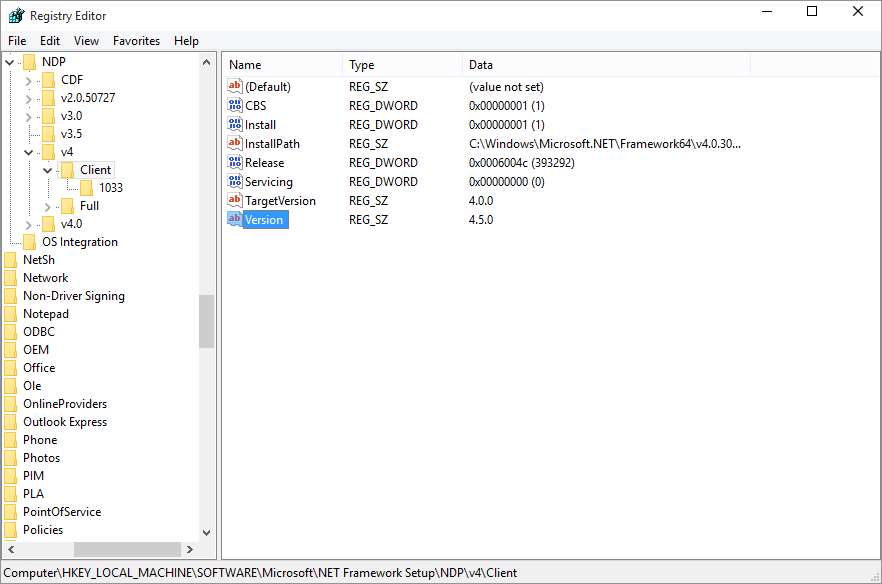 Registry Editor
File Edit View Favorites Help
NDP
CDF
v2.0.50727
v3.0
v3.5
v4
Client
1033
Full
v4.0
OS Integration
NetSh
Network
Non-Driver Signing
Notepad
ODBC
OEM
Office
Ole
OnlineProviders
Outlook Express
Phone
Photos
PIM
PLA
PointOfService
Policies
Name Type Data
ab (Default) REG_SZ (value not set)
CBS REG_DWORD 0x00000001 (1)
Install REG_DWORD 0x00000001 (1)
ab InstallPath REG_SZ C:\Windows\Microsoft.NET\Framework64\v4.0.30...
Release REG_DWORD 0x0006004c (393292)
Servicing REG_DWORD 0x00000000 (0)
ab TargetVersion REG_SZ 4.0.0
ab Version REG_SZ 4.5.0
Computer\HKEY_LOCAL_MACHINE\SOFTWARE\Microsoft\NET Framework Setup\NDP\v4\Client